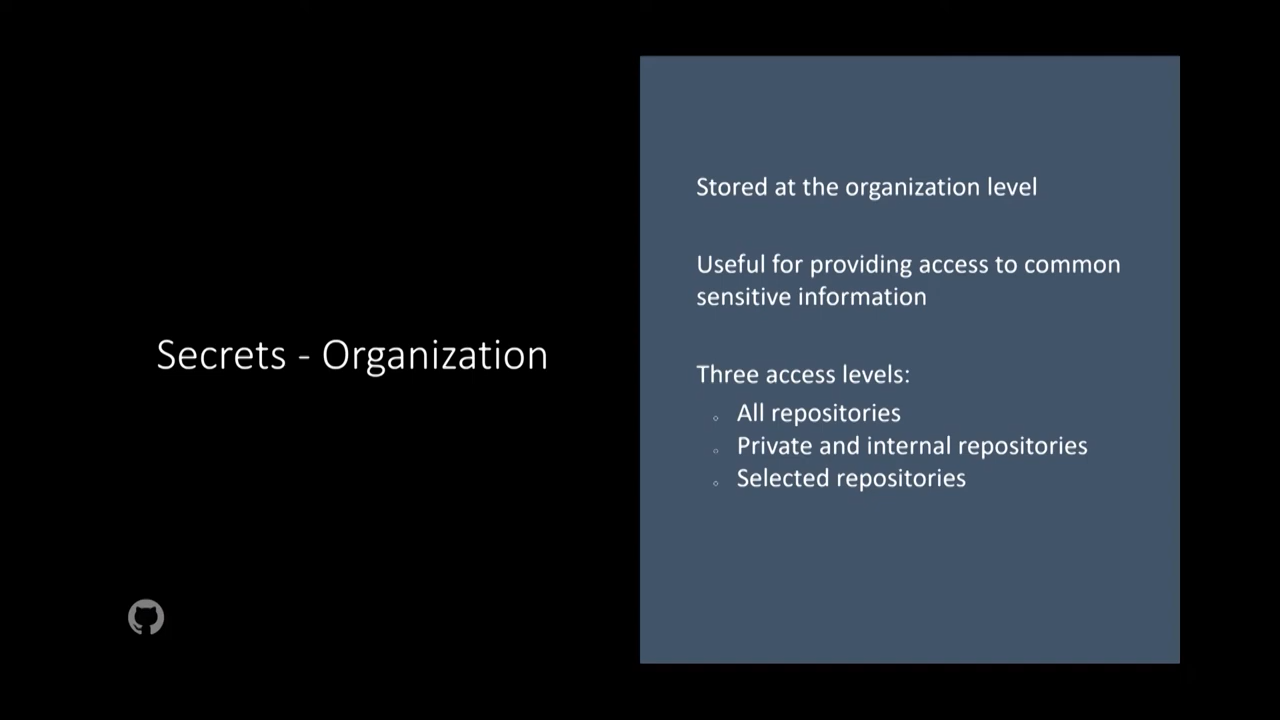 Secrets - Organization
Stored at the organization level
Useful for providing access to common
sensitive information
Three access levels:
All repositories
Private and internal repositories
Selected repositories